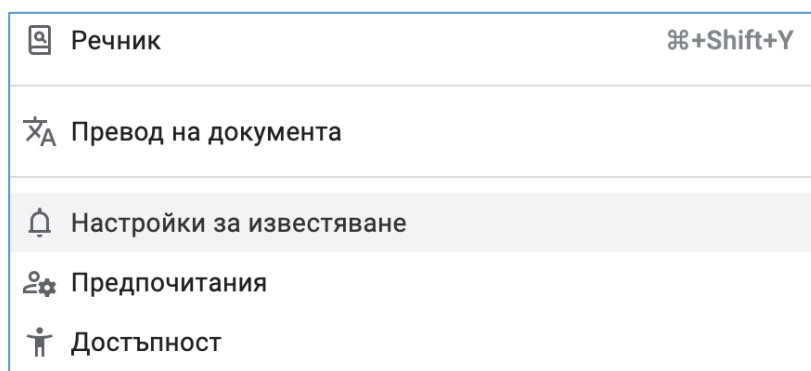 Речник ⌘+Shift+Y
Превод на документа
Настройки за известяване
Предпочитания
Достъпност